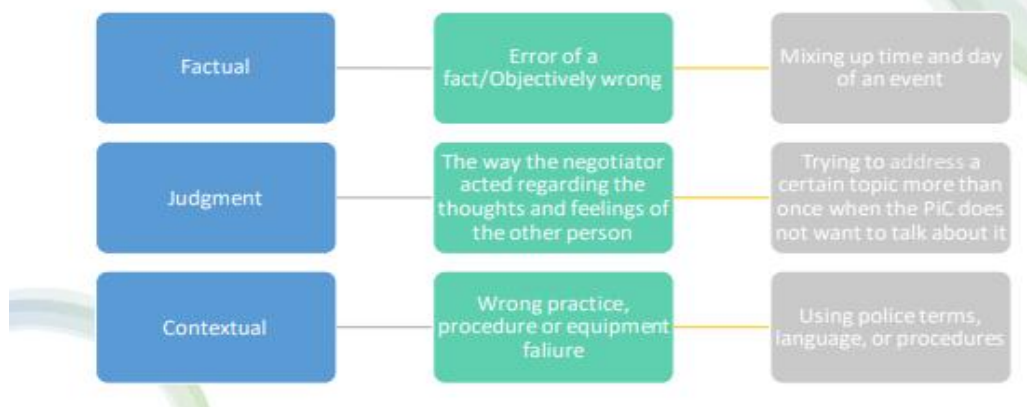 Factual
Error of a
fact/Objectively wrong
Mixing up time and day
of an event
Judgment
The way the negotiator
acted regarding the
thoughts and feelings of
the other person
Trying to address a
certain topic more than
once when the PiC does
not want to talk about it
Contextual
Wrong practice,
procedure or equipment
faliure
Using police terms,
language, or procedures